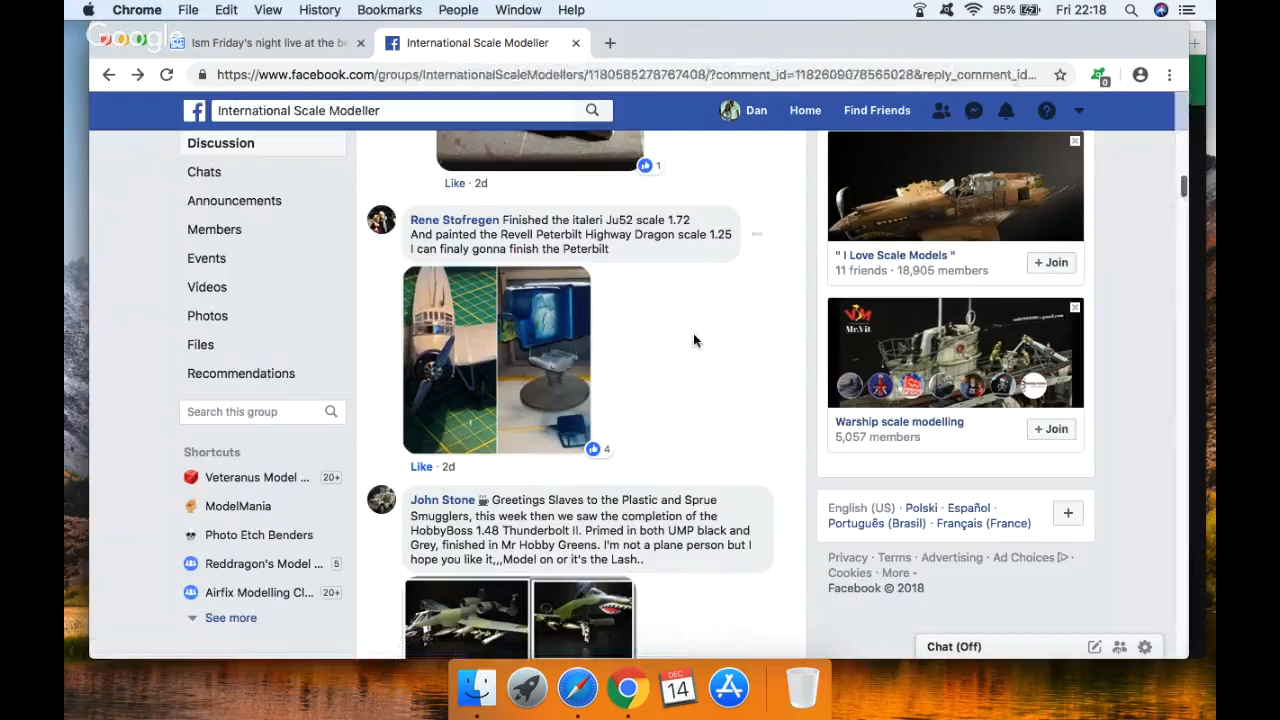 Chrome File Edit View History Bookmarks People Window Help
95% Fri 22:18
Google
Ism Friday's night live at the be
International Scale Modeller
https://www.facebook.com/groups/InternationalScaleModellers/1180585278767408/?comment_id=1182609078565028&reply_comment_id...
0
International Scale Modeller
Dan Home Find Friends
Discussion
Chats
Announcements
Members
Events
Videos
Photos
Files
Recommendations
Search this group
Shortcuts
Veteranus Model ... 20+
ModelMania
Photo Etch Benders
Reddragon's Model ... 5
Airfix Modelling Cl... 20+
See more
1
Like · 2d
Rene Stofregen Finished the italeri Ju52 scale 1.72
And painted the Revell Peterbilt Highway Dragon scale 1.25
I can finaly gonna finish the Peterbilt
4
Like · 2d
John Stone ☕ Greetings Slaves to the Plastic and Sprue
Smugglers, this week then we saw the completion of the
HobbyBoss 1.48 Thunderbolt II. Primed in both UMP black and
Grey, finished in Mr Hobby Greens. I'm not a plane person but I
hope you like it,,,Model on or it's the Lash..
" I Love Scale Models "
11 friends · 18,905 members
+ Join
Mr.Vit
Warship scale modelling
5,057 members
+ Join
English (US) · Polski · Español ·
Português (Brasil) · Français (France)
Privacy · Terms · Advertising · Ad Choices ·
Cookies · More
Facebook © 2018
Chat (Off)
DEC
14